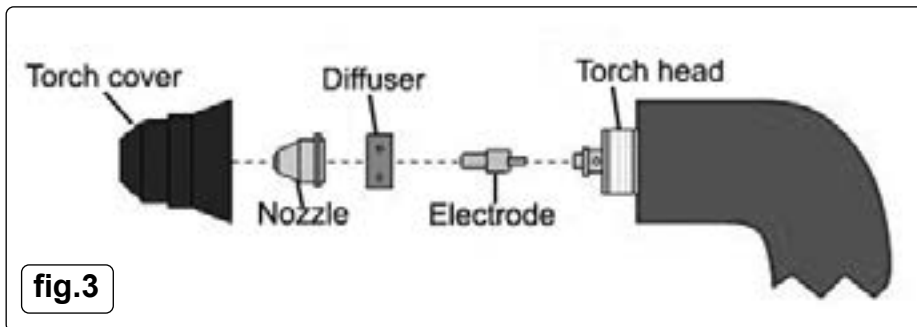 Torch cover
Diffuser
Torch head
Nozzle
Electrode
fig.3